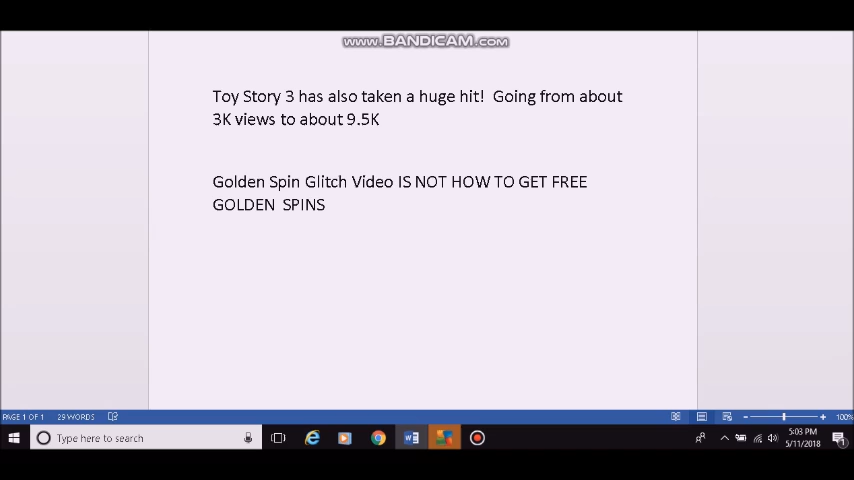 www.BANDICAM.com
Toy Story 3 has also taken a huge hit!  Going from about
3K views to about 9.5K
Golden Spin Glitch Video IS NOT HOW TO GET FREE
GOLDEN  SPINS
PAGE 1 OF 1
29 WORDS
100%
Type here to search
5:03 PM
5/11/2018
1